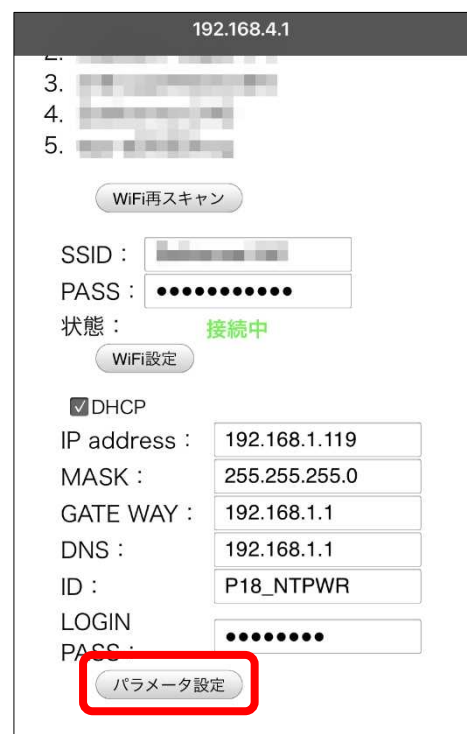 192.168.4.1
3.
4.
5.
WiFi再スキャン
SSID：
PASS： •••••••••••
状態： 接続中
WiFi設定
DHCP
IP address： 192.168.1.119
MASK： 255.255.255.0
GATE WAY： 192.168.1.1
DNS： 192.168.1.1
ID： P18_NTPWR
LOGIN
PASS： ••••••••
パラメータ設定